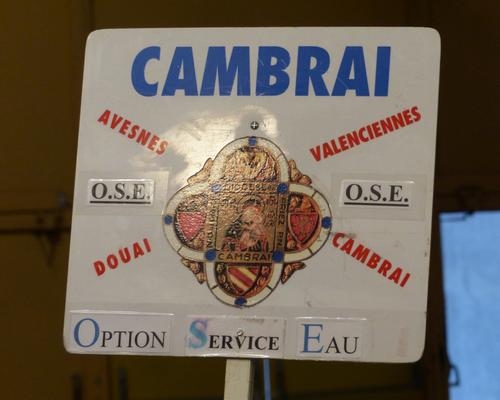 CAMBRAI
AVESNES
VALENCIENNES
O.S.E.
O.S.E.
CAMBRAI
DOUAI
CAMBRAI
OPTION SERVICE EAU